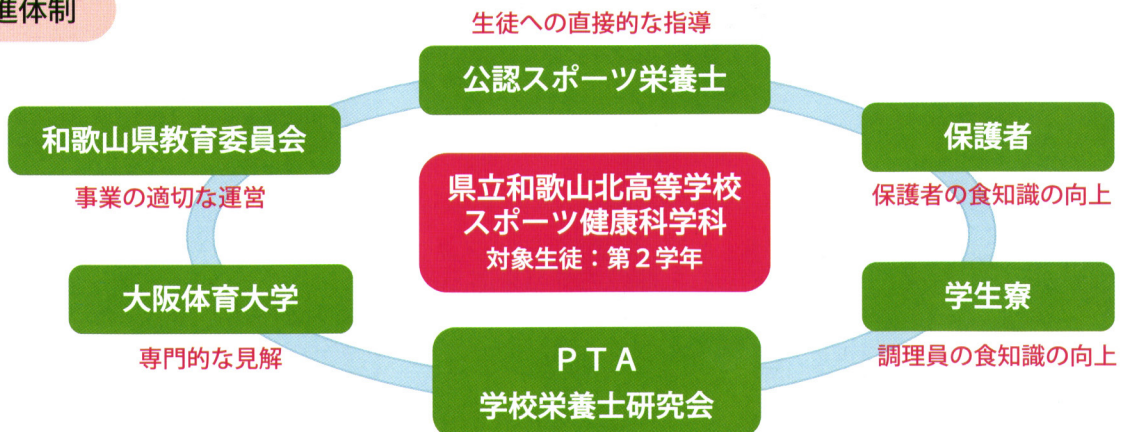 進体制
生徒への直接的な指導
公認スポーツ栄養士
和歌山県教育委員会
事業の適切な運営
保護者
保護者の食知識の向上
県立和歌山北高等学校
スポーツ健康科学科
対象生徒：第２学年
大阪体育大学
専門的な見解
学生寮
調理員の食知識の向上
ＰＴＡ
学校栄養士研究会